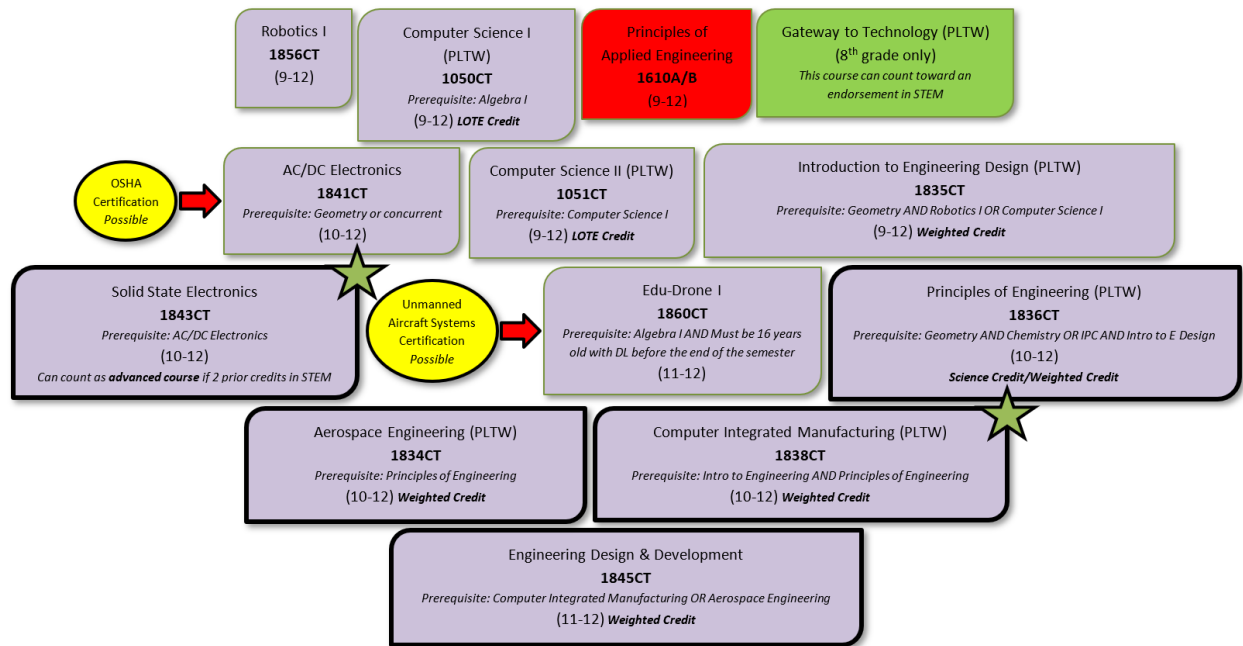 Robotics I
1856CT
(9-12)
Computer Science I
(PLTW)
1050CT
Prerequisite: Algebra I
(9-12) LOTE Credit
Principles of
Applied Engineering
1610A/B
(9-12)
Gateway to Technology (PLTW)
(8th grade only)
This course can count toward an
endorsement in STEM
OSHA
Certification
Possible
AC/DC Electronics
1841CT
Prerequisite: Geometry or concurrent
(10-12)
Computer Science II (PLTW)
1051CT
Prerequisite: Computer Science I
(9-12) LOTE Credit
Introduction to Engineering Design (PLTW)
1835CT
Prerequisite: Geometry AND Robotics I OR Computer Science I
(9-12) Weighted Credit
Solid State Electronics
1843CT
Prerequisite: AC/DC Electronics
(10-12)
Can count as advanced course if 2 prior credits in STEM
Unmanned
Aircraft Systems
Certification
Possible
Edu-Drone I
1860CT
Prerequisite: Algebra I AND Must be 16 years
old with DL before the end of the semester
(11-12)
Principles of Engineering (PLTW)
1836CT
Prerequisite: Geometry AND Chemistry OR IPC AND Intro to E Design
(10-12)
Science Credit/Weighted Credit
Aerospace Engineering (PLTW)
1834CT
Prerequisite: Principles of Engineering
(10-12) Weighted Credit
Computer Integrated Manufacturing (PLTW)
1838CT
Prerequisite: Intro to Engineering AND Principles of Engineering
(10-12) Weighted Credit
Engineering Design & Development
1845CT
Prerequisite: Computer Integrated Manufacturing OR Aerospace Engineering
(11-12) Weighted Credit